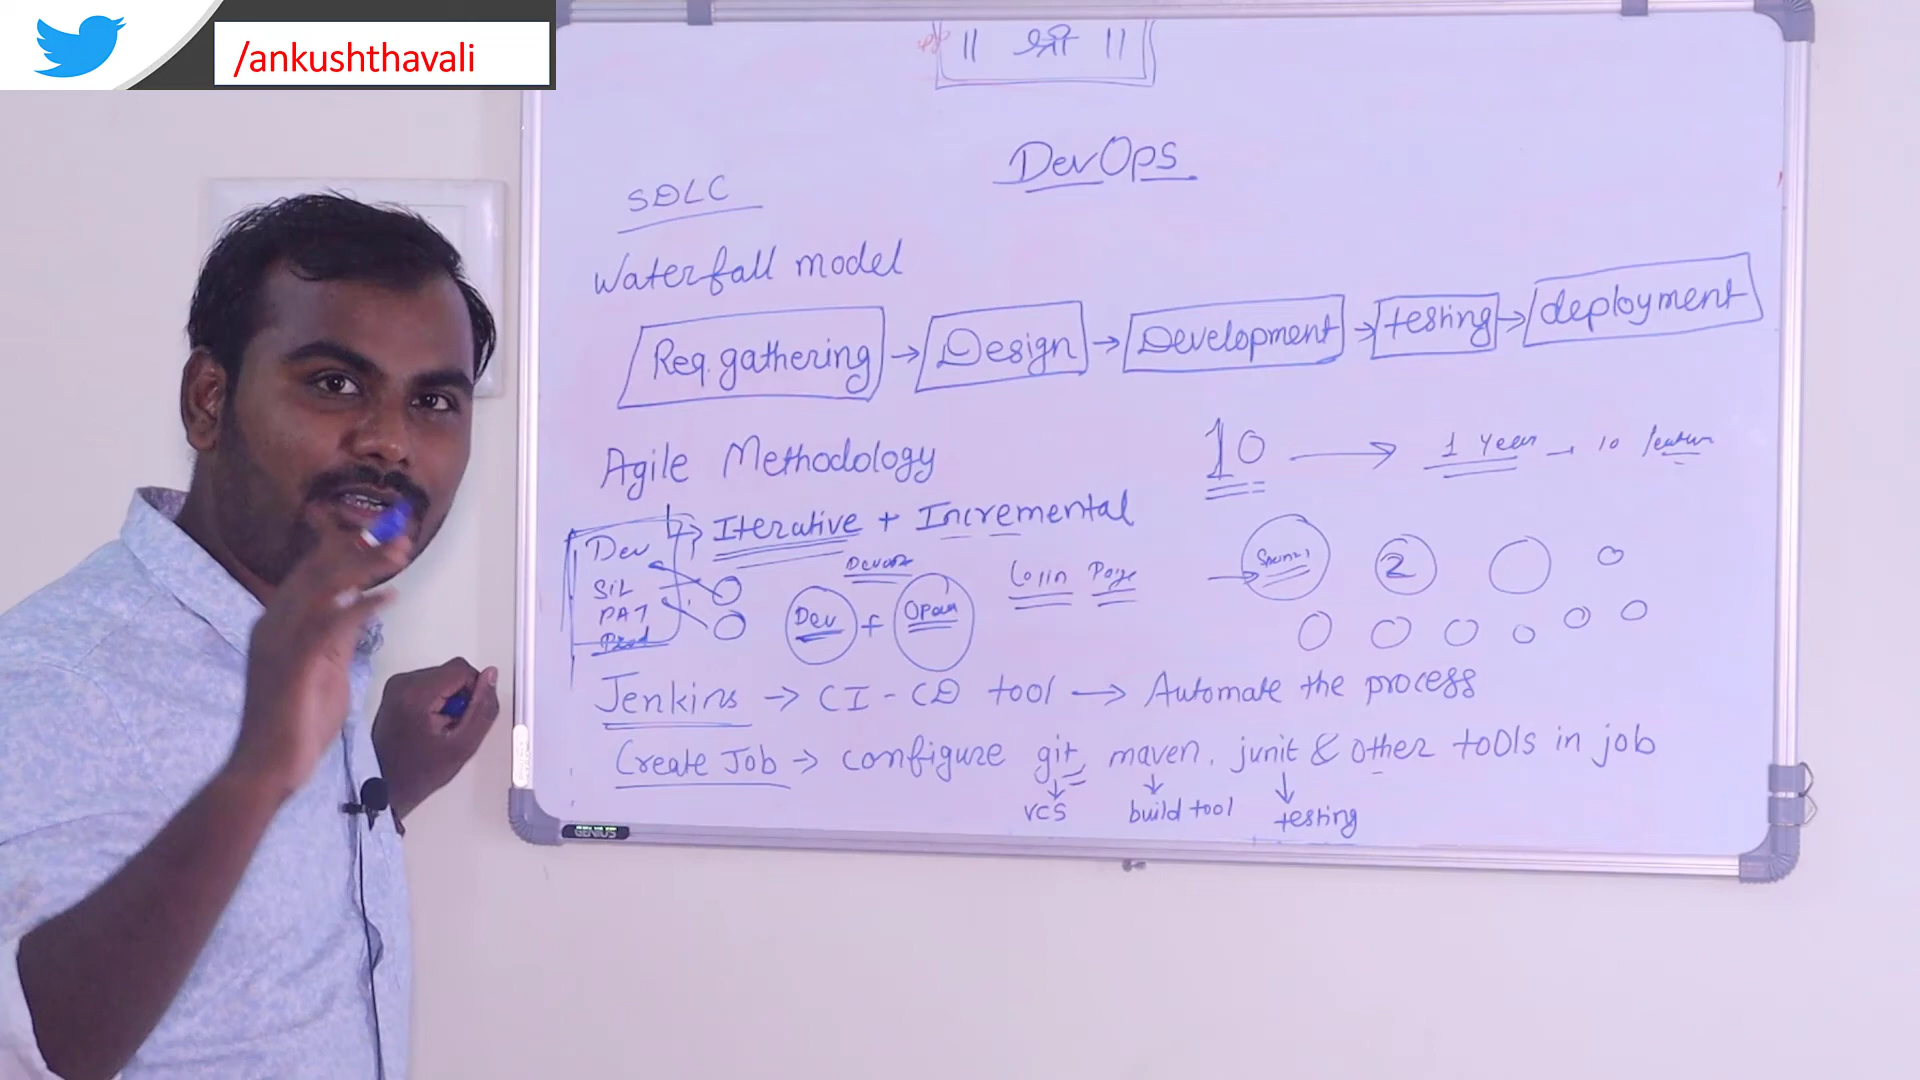 /ankushthavali
|| श्री ||
DevOps
SDLC
Waterfall model
Req. gathering → Design → Development → testing → deployment
Agile Methodology
10 → 1 Year → 10 feature
↳ Iterative + Incremental
Dev
SIL
PAT
Prod
Devops
Dev + Open
Login Page
→ Sprint 1 2
Jenkins → CI - CD tool → Automate the process
Create Job → configure git, maven, junit & other tools in job
↓ VCS ↓ build tool ↓ testing
GENIUS